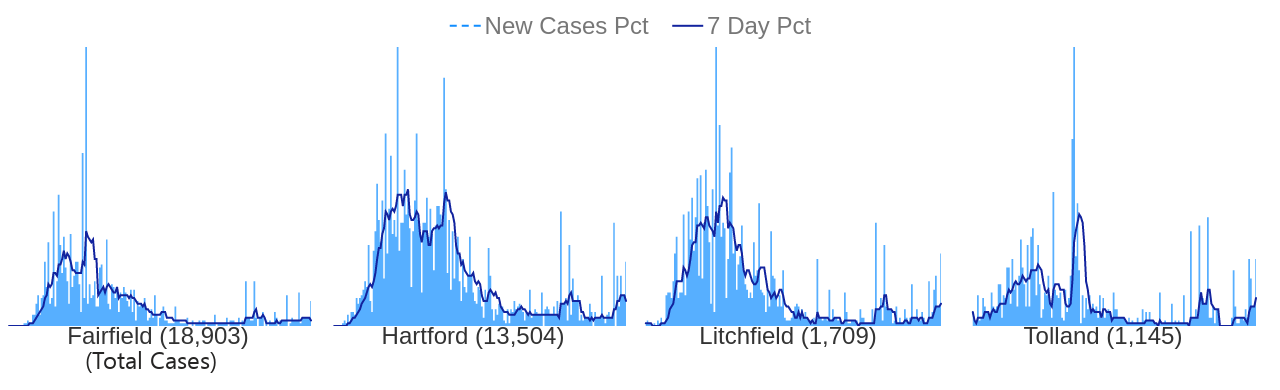 New Cases Pct 7 Day Pct
Fairfield (18,903) Hartford (13,504) Litchfield (1,709) Tolland (1,145)
(Total Cases)